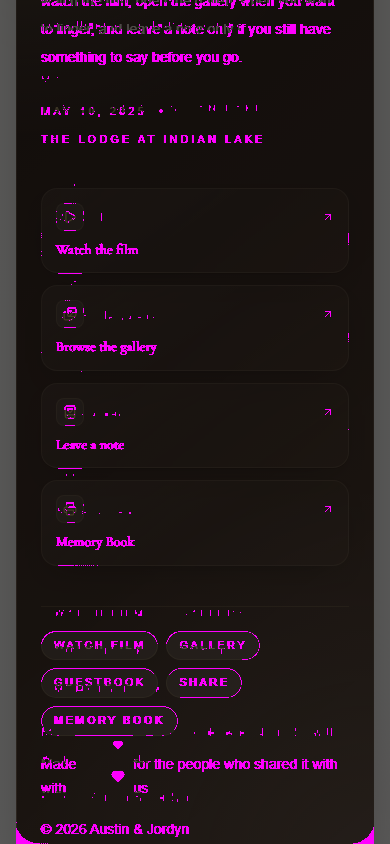 watch the film, open the gallery when you want
to linger, and leave a note only if you still have
something to say before you go.
MAY 10, 2025 •
THE LODGE AT INDIAN LAKE
Watch the film
Browse the gallery
Leave a note
Memory Book
WATCH FILM
GALLERY
GUESTBOOK
SHARE
MEMORY BOOK
Made with ♥ for the people who shared it with us
© 2026 Austin & Jordyn